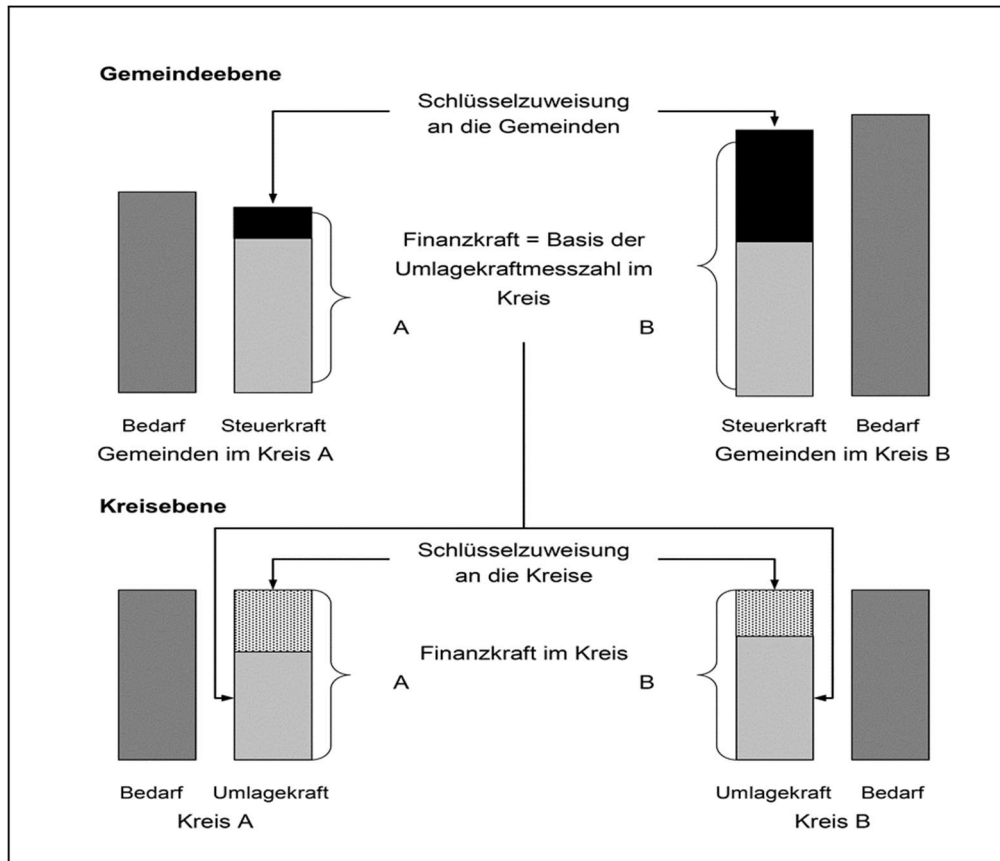 Gemeindeebene
Schlüsselzuweisung
an die Gemeinden
Finanzkraft = Basis der
Umlagekraftmesszahl im
Kreis
A B
Bedarf Steuerkraft
Gemeinden im Kreis A
Steuerkraft Bedarf
Gemeinden im Kreis B
Kreisebene
Schlüsselzuweisung
an die Kreise
Finanzkraft im Kreis
A B
Bedarf Umlagekraft
Kreis A
Umlagekraft Bedarf
Kreis B